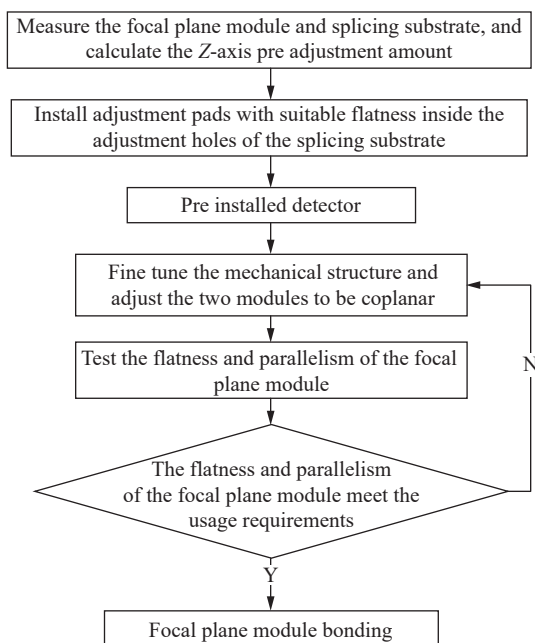 Measure the focal plane module and splicing substrate, and
calculate the Z-axis pre adjustment amount
Install adjustment pads with suitable flatness inside the
adjustment holes of the splicing substrate
Pre installed detector
Fine tune the mechanical structure and
adjust the two modules to be coplanar
Test the flatness and parallelism of the focal
plane module
N
The flatness and parallelism
of the focal plane module meet the
usage requirements
Y
Focal plane module bonding